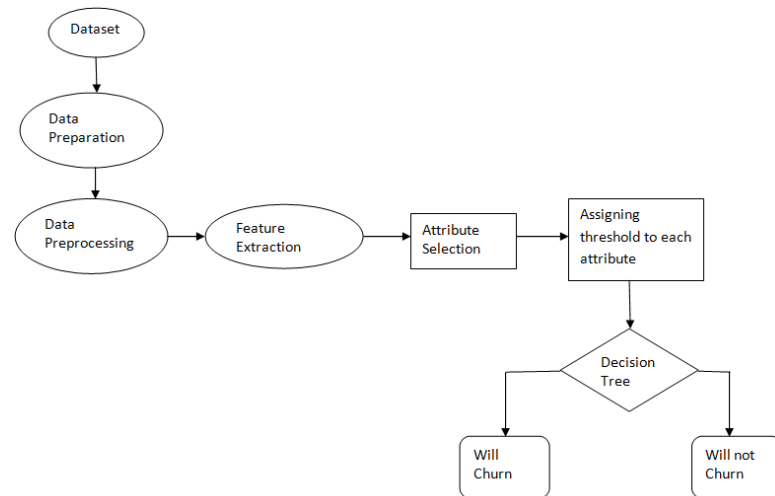 Dataset
Data
Preparation
Data
Preprocessing
Feature
Extraction
Attribute
Selection
Assigning
threshold to each
attribute
Decision
Tree
Will
Churn
Will not
Churn